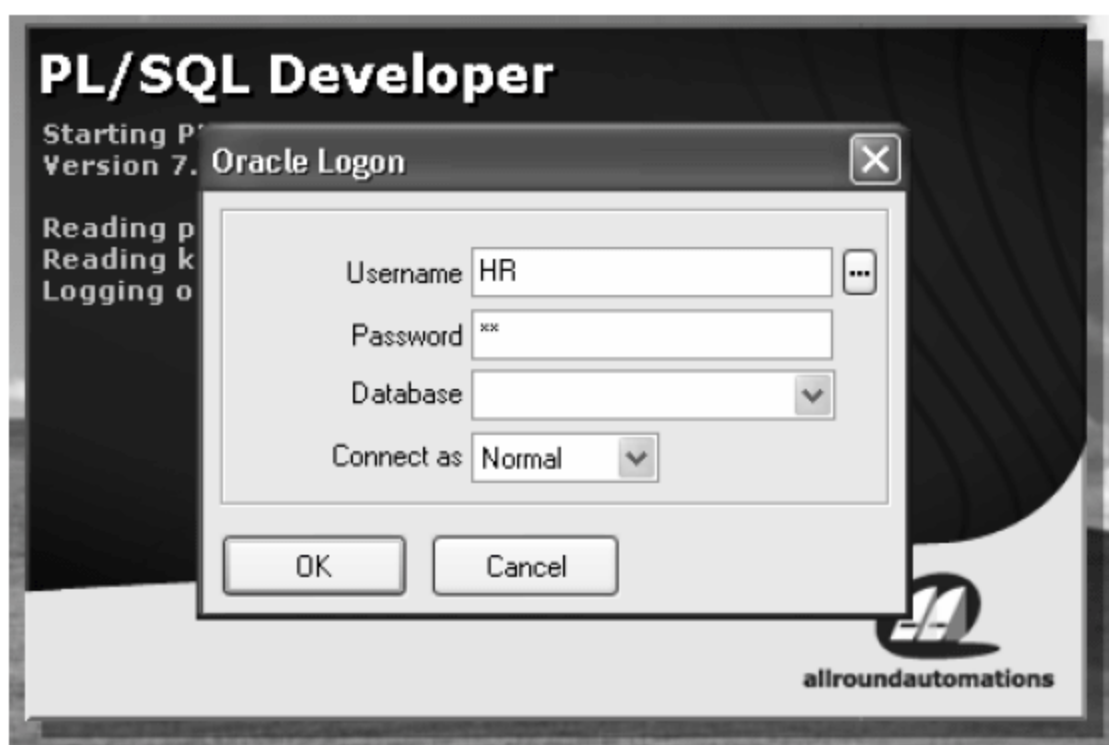 PL/SQL Developer
Starting P
Version 7.
Reading p
Reading k
Logging o
Oracle Logon
Username HR ...
Password **
Database
Connect as Normal
OK Cancel
allroundautomations